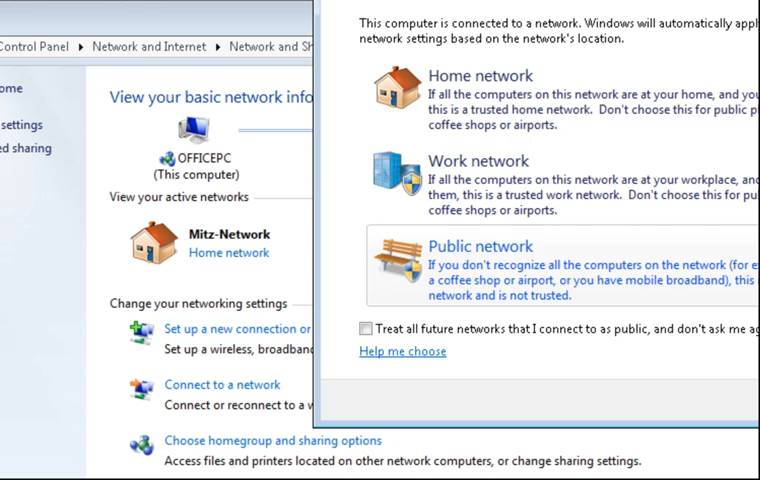 Control Panel ▸ Network and Internet ▸ Network and Sh
ome
settings
ed sharing
View your basic network info
OFFICEPC
(This computer)
View your active networks
Mitz-Network
Home network
Change your networking settings
Set up a new connection or
Set up a wireless, broadband
Connect to a network
Connect or reconnect to a w
Choose homegroup and sharing options
Access files and printers located on other network computers, or change sharing settings.
This computer is connected to a network. Windows will automatically appl
network settings based on the network's location.
Home network
If all the computers on this network are at your home, and you
this is a trusted home network. Don't choose this for public pl
coffee shops or airports.
Work network
If all the computers on this network are at your workplace, and
them, this is a trusted work network. Don't choose this for pu
coffee shops or airports.
Public network
If you don't recognize all the computers on the network (for e
a coffee shop or airport, or you have mobile broadband), this
network and is not trusted.
Treat all future networks that I connect to as public, and don't ask me ag
Help me choose